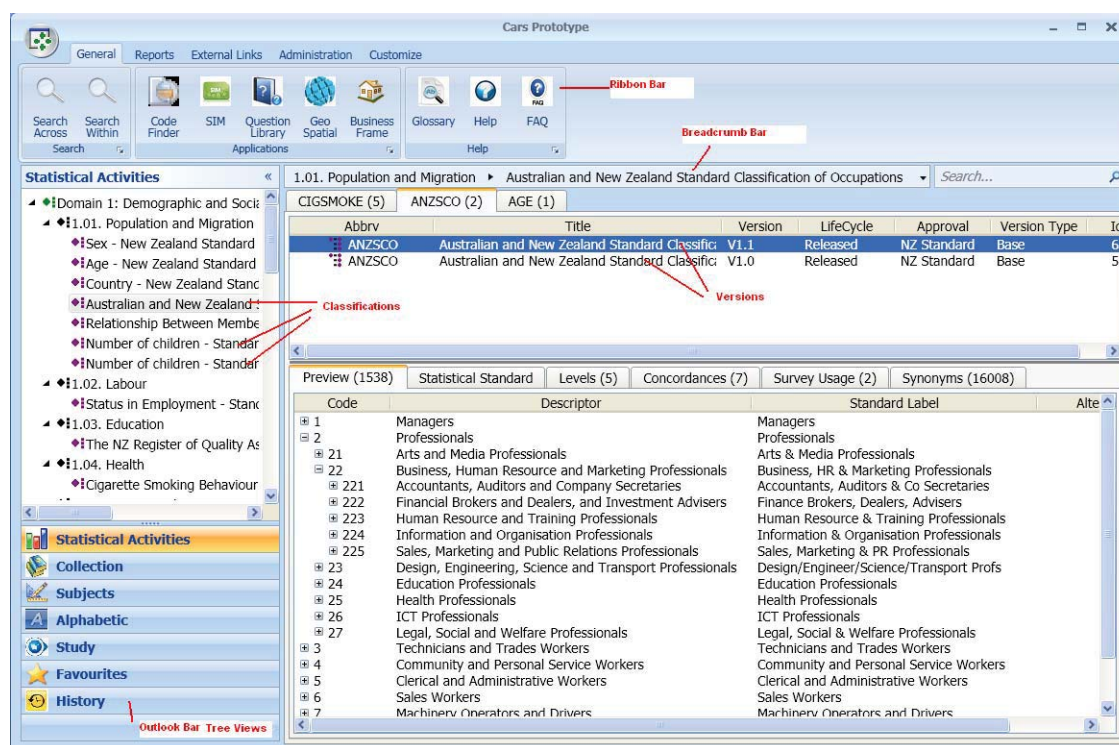 Cars Prototype
General Reports External Links Administration Customize
Search Across
Search Within
Code Finder
SIM
Question Library
Geo Spatial
Business Frame
Glossary
Help
FAQ
Search
Applications
Help
Ribbon Bar
Breadcrumb Bar
Statistical Activities «
1.01. Population and Migration Australian and New Zealand Standard Classification of Occupations Search...
Domain 1: Demographic and Socia
1.01. Population and Migration
Sex - New Zealand Standard
Age - New Zealand Standard
Country - New Zealand Stanc
Australian and New Zealand
Relationship Between Membe
Number of children - Standar
Number of children - Standar
1.02. Labour
Status in Employment - Stanc
1.03. Education
The NZ Register of Quality As
1.04. Health
Cigarette Smoking Behaviour
Classifications
CIGSMOKE (5) ANZSCO (2) AGE (1)
Abbrv Title Version LifeCycle Approval Version Type Id
ANZSCO Australian and New Zealand Standard Classific V1.1 Released NZ Standard Base 6
ANZSCO Australian and New Zealand Standard Classific V1.0 Released NZ Standard Base 5
Versions
Statistical Activities
Collection
Subjects
Alphabetic
Study
Favourites
History
Outlook Bar Tree Views
Preview (1538) Statistical Standard Levels (5) Concordances (7) Survey Usage (2) Synonyms (16008)
Code Descriptor Standard Label Alte
1 Managers Managers
2 Professionals Professionals
21 Arts and Media Professionals Arts & Media Professionals
22 Business, Human Resource and Marketing Professionals Business, HR & Marketing Professionals
221 Accountants, Auditors and Company Secretaries Accountants, Auditors & Co Secretaries
222 Financial Brokers and Dealers, and Investment Advisers Finance Brokers, Dealers, Advisers
223 Human Resource and Training Professionals Human Resource & Training Professionals
224 Information and Organisation Professionals Information & Organisation Professionals
225 Sales, Marketing and Public Relations Professionals Sales, Marketing & PR Professionals
23 Design, Engineering, Science and Transport Professionals Design/Engineer/Science/Transport Profs
24 Education Professionals Education Professionals
25 Health Professionals Health Professionals
26 ICT Professionals ICT Professionals
27 Legal, Social and Welfare Professionals Legal, Social & Welfare Professionals
3 Technicians and Trades Workers Technicians and Trades Workers
4 Community and Personal Service Workers Community and Personal Service Workers
5 Clerical and Administrative Workers Clerical and Administrative Workers
6 Sales Workers Sales Workers
7 Machinery Operators and Drivers Machinery Operators and Drivers